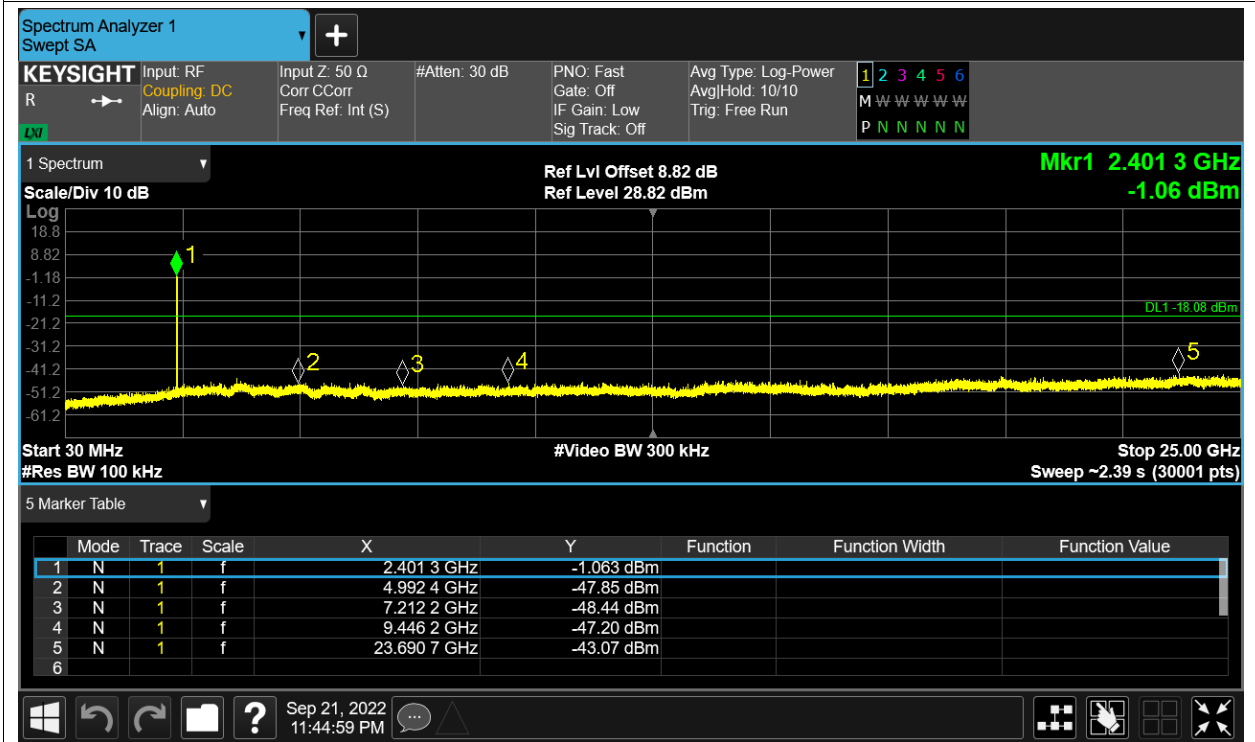 Spectrum Analyzer 1
Swept SA
KEYSIGHT
R
LXI
Input: RF
Coupling: DC
Align: Auto
Input Z: 50 Ω
Corr CCorr
Freq Ref: Int (S)
#Atten: 30 dB
PNO: Fast
Gate: Off
IF Gain: Low
Sig Track: Off
Avg Type: Log-Power
Avg|Hold: 10/10
Trig: Free Run
1 2 3 4 5 6
M W W W W W
P N N N N N
1 Spectrum
Scale/Div 10 dB
Ref Lvl Offset 8.82 dB
Ref Level 28.82 dBm
Mkr1 2.401 3 GHz
-1.06 dBm
Log
18.8
8.82
-1.18
-11.2
-21.2
-31.2
-41.2
-51.2
-61.2
1
2
3
4
5
DL1 -18.08 dBm
Start 30 MHz
#Res BW 100 kHz
#Video BW 300 kHz
Stop 25.00 GHz
Sweep ~2.39 s (30001 pts)
5 Marker Table
Mode Trace Scale X Y Function Function Width Function Value
1 N 1 f 2.401 3 GHz -1.063 dBm
2 N 1 f 4.992 4 GHz -47.85 dBm
3 N 1 f 7.212 2 GHz -48.44 dBm
4 N 1 f 9.446 2 GHz -47.20 dBm
5 N 1 f 23.690 7 GHz -43.07 dBm
6
?
Sep 21, 2022
11:44:59 PM